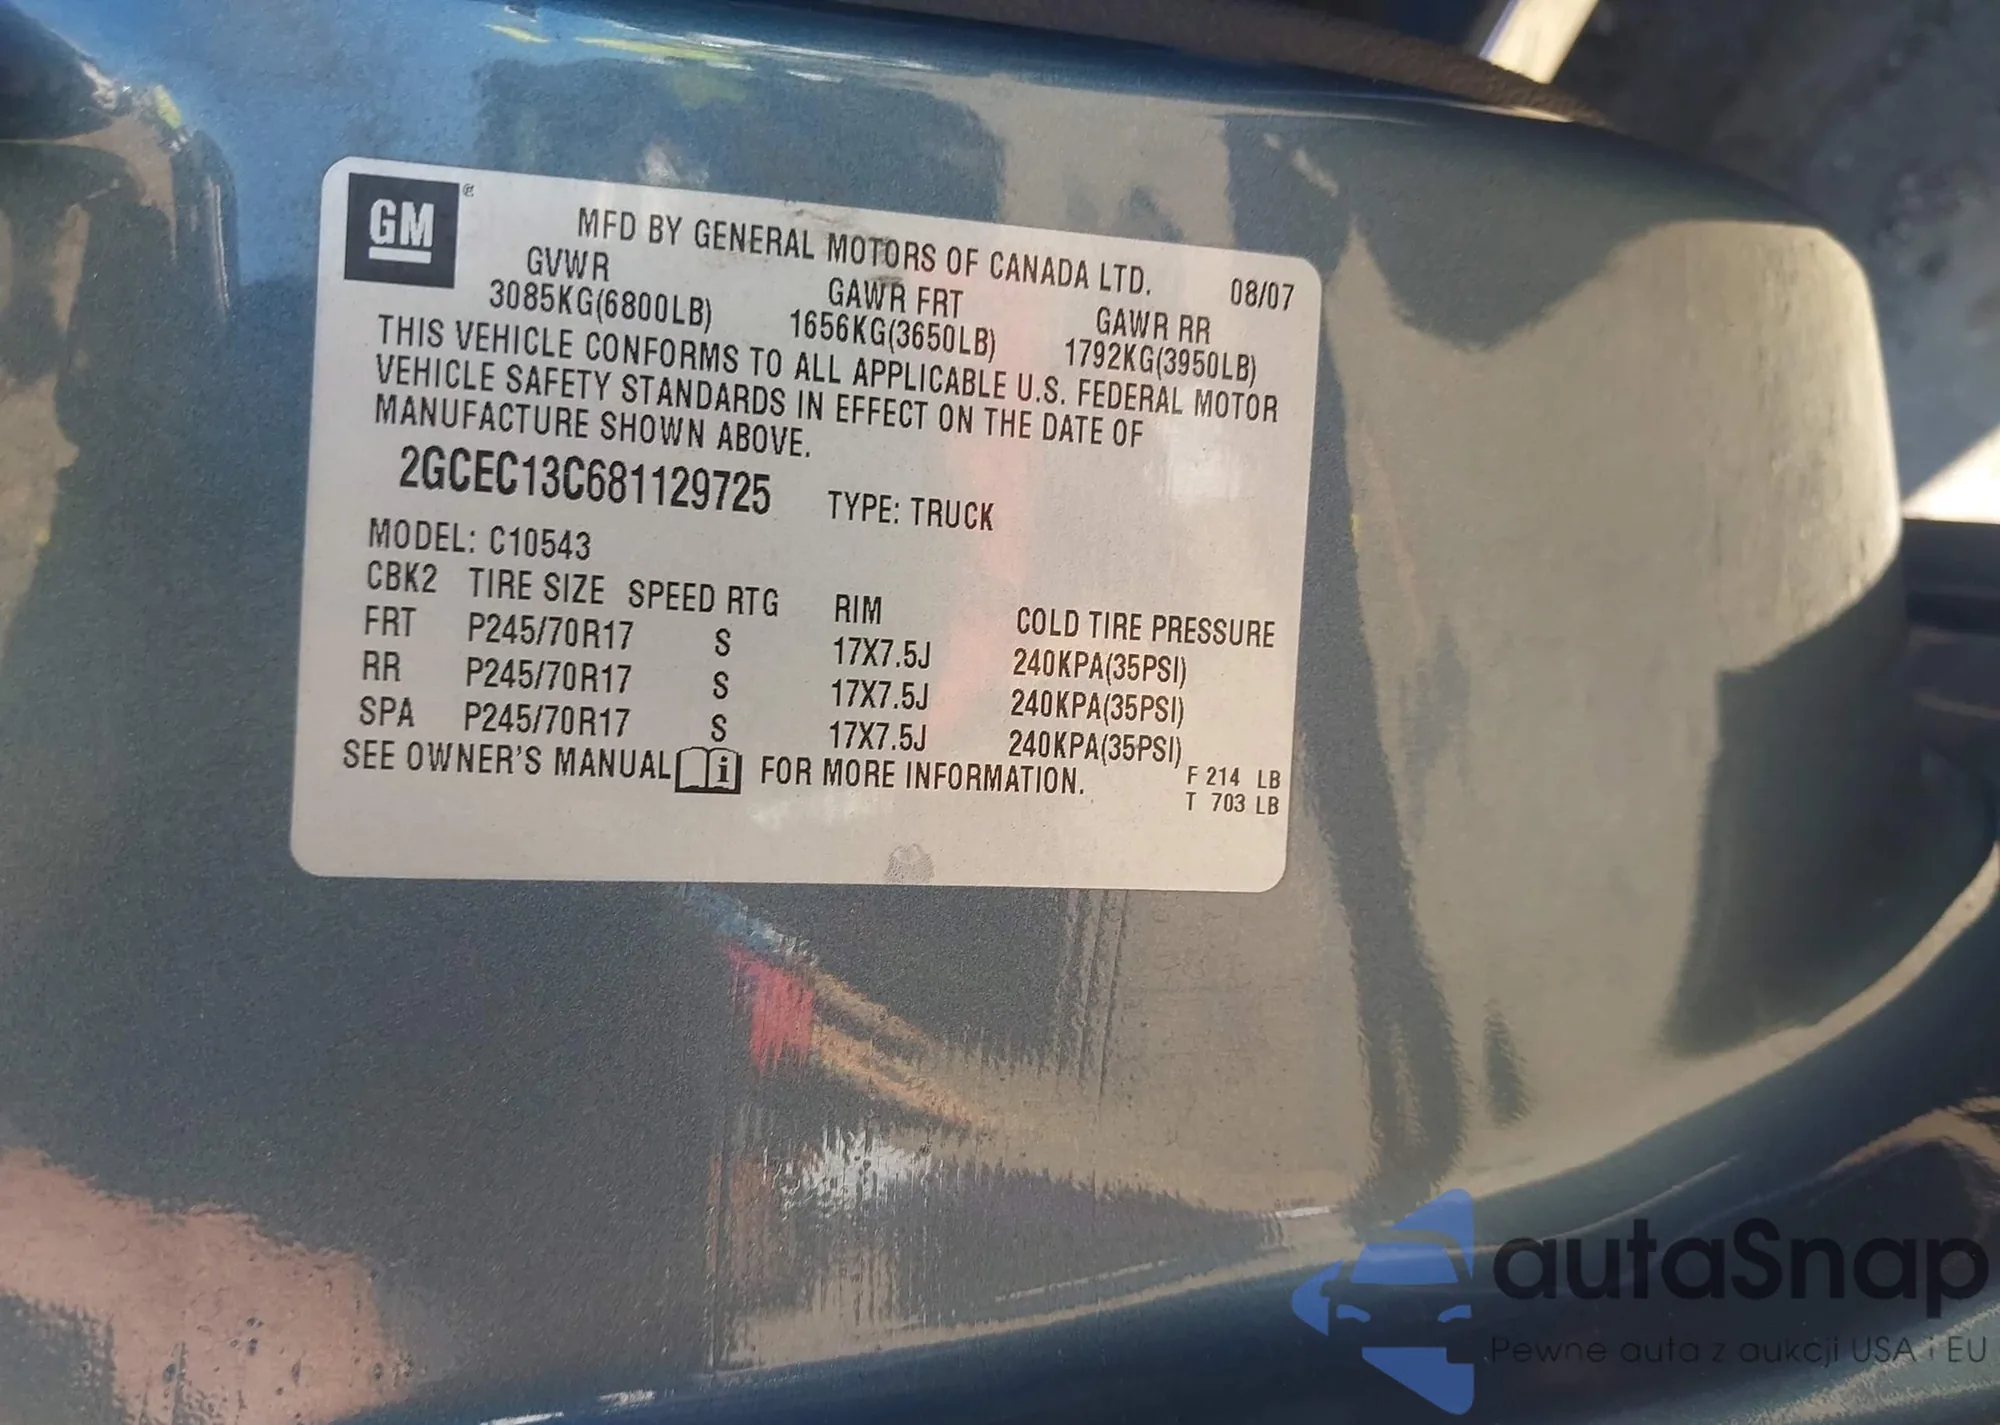 GM ®
MFD BY GENERAL MOTORS OF CANADA LTD. 08/07
GVWR GAWR FRT GAWR RR
3085KG(6800LB) 1656KG(3650LB) 1792KG(3950LB)
THIS VEHICLE CONFORMS TO ALL APPLICABLE U.S. FEDERAL MOTOR
VEHICLE SAFETY STANDARDS IN EFFECT ON THE DATE OF
MANUFACTURE SHOWN ABOVE.
2GCEC13C681129725 TYPE: TRUCK
MODEL: C10543
CBK2 TIRE SIZE SPEED RTG RIM COLD TIRE PRESSURE
FRT P245/70R17 S 17X7.5J 240KPA(35PSI)
RR P245/70R17 S 17X7.5J 240KPA(35PSI)
SPA P245/70R17 S 17X7.5J 240KPA(35PSI)
SEE OWNER'S MANUAL i FOR MORE INFORMATION.
F 214 LB
T 703 LB
autaSnap
Pewne auta z aukcji USA i EU